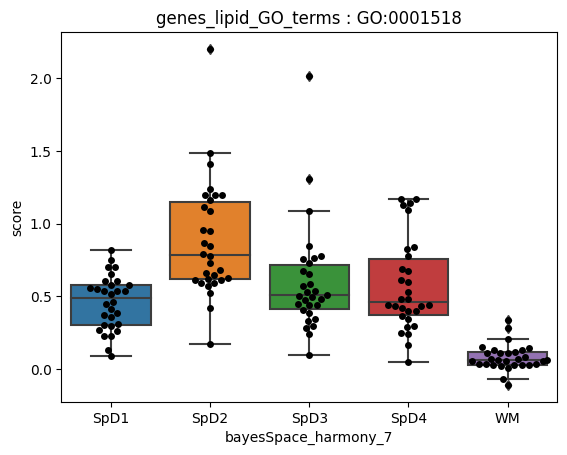 genes_lipid_GO_terms : GO:0001518
2.0
1.5
1.0
0.5
0.0
score
SpD1 SpD2 SpD3 SpD4 WM
bayesSpace_harmony_7